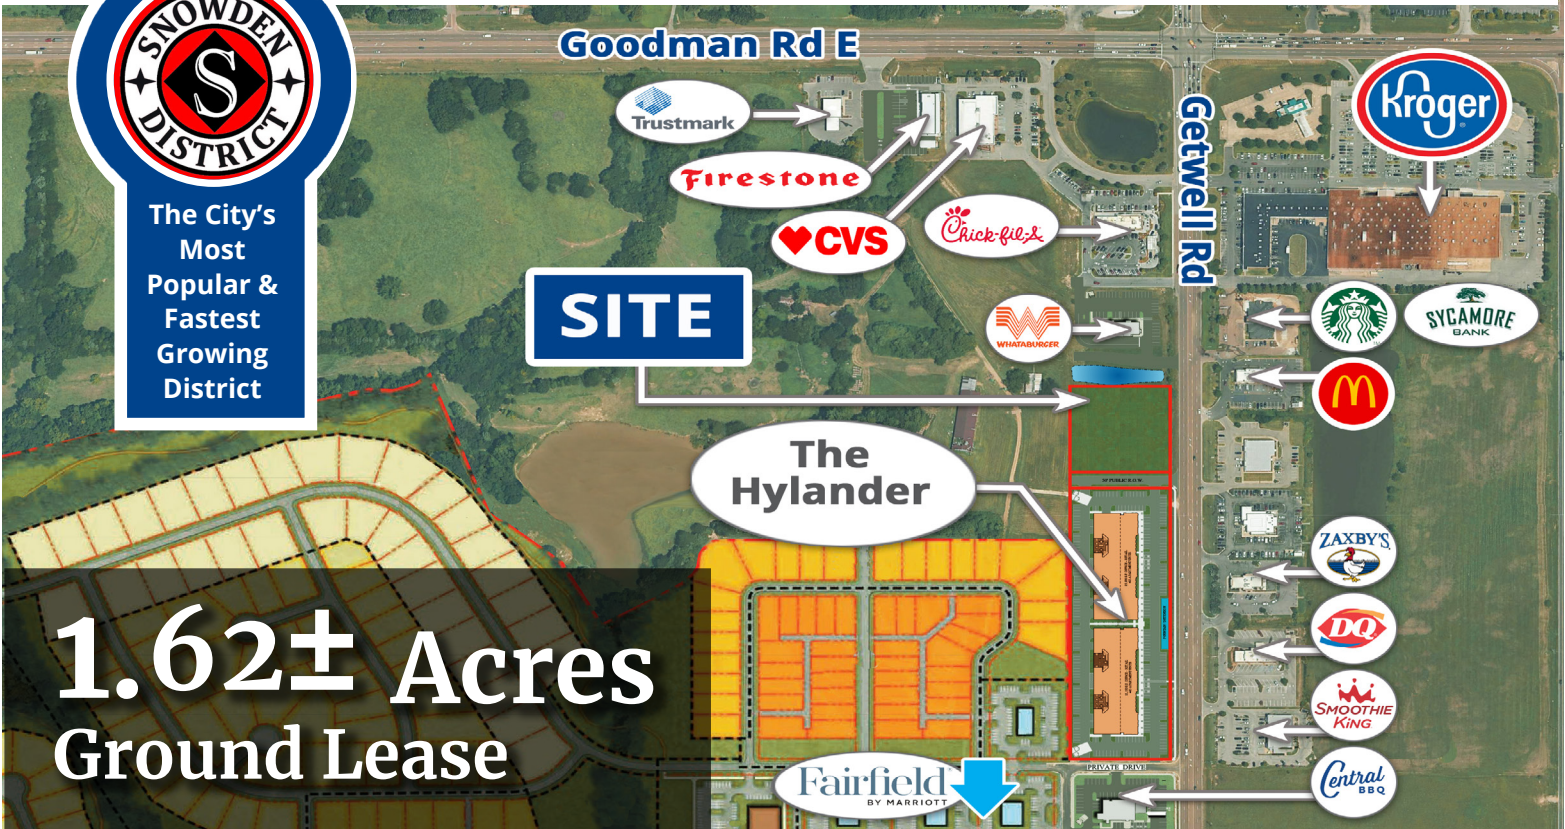 SNOWDEN
S
DISTRICT
The City's
Most
Popular &
Fastest
Growing
District
Goodman Rd E
Getwell Rd
Trustmark
Firestone
CVS
Chick-fil-A
Kroger
SITE
WHATABURGER
SYCAMORE
BANK
The
Hylander
50' PUBLIC R.O.W.
ZAXBY'S
DQ
SMOOTHIE
KING
Central
BBQ
PRIVATE DRIVE
Fairfield
BY MARRIOTT
1.62± Acres
Ground Lease